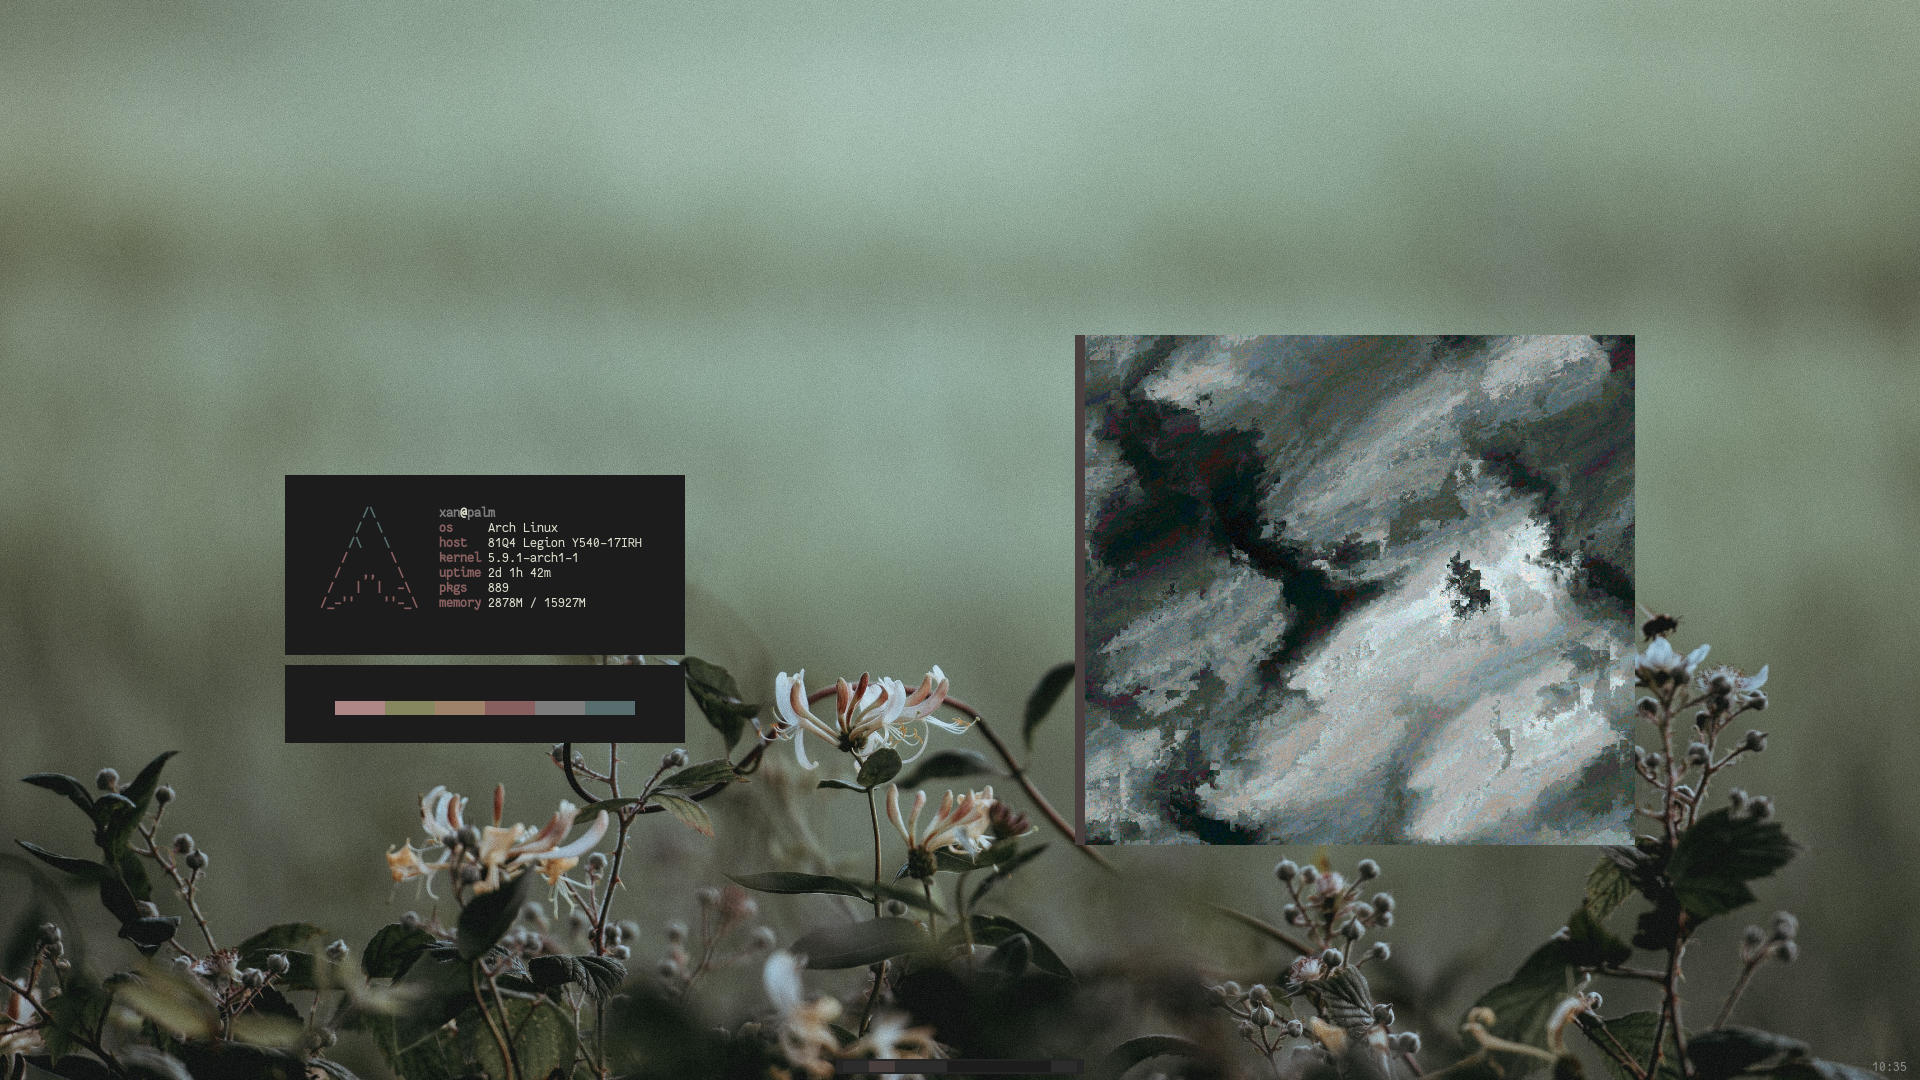 xan@palm
os Arch Linux
host 81Q4 Legion Y540-17IRH
kernel 5.9.1-arch1-1
uptime 2d 1h 42m
pkgs 889
memory 2878M / 15927M
10:35